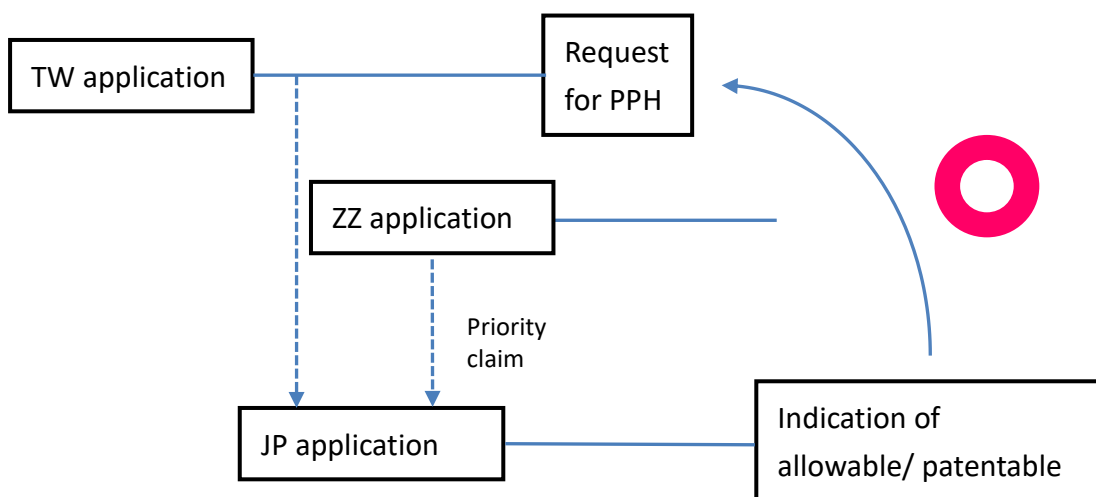 TW application
Request
for PPH
ZZ application
Priority
claim
JP application
Indication of
allowable/ patentable